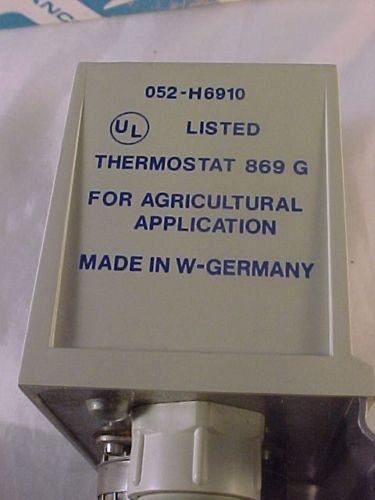 052-H6910
UL LISTED
THERMOSTAT 869 G
FOR AGRICULTURAL
APPLICATION
MADE IN W-GERMANY